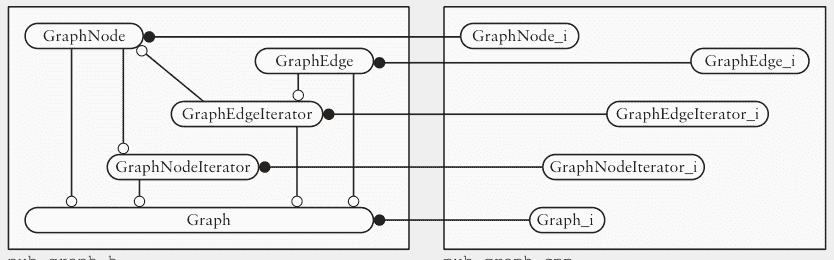 GraphNode
GraphNode_i
GraphEdge
GraphEdge_i
GraphEdgeIterator
GraphEdgeIterator_i
GraphNodeIterator
GraphNodeIterator_i
Graph
Graph_i